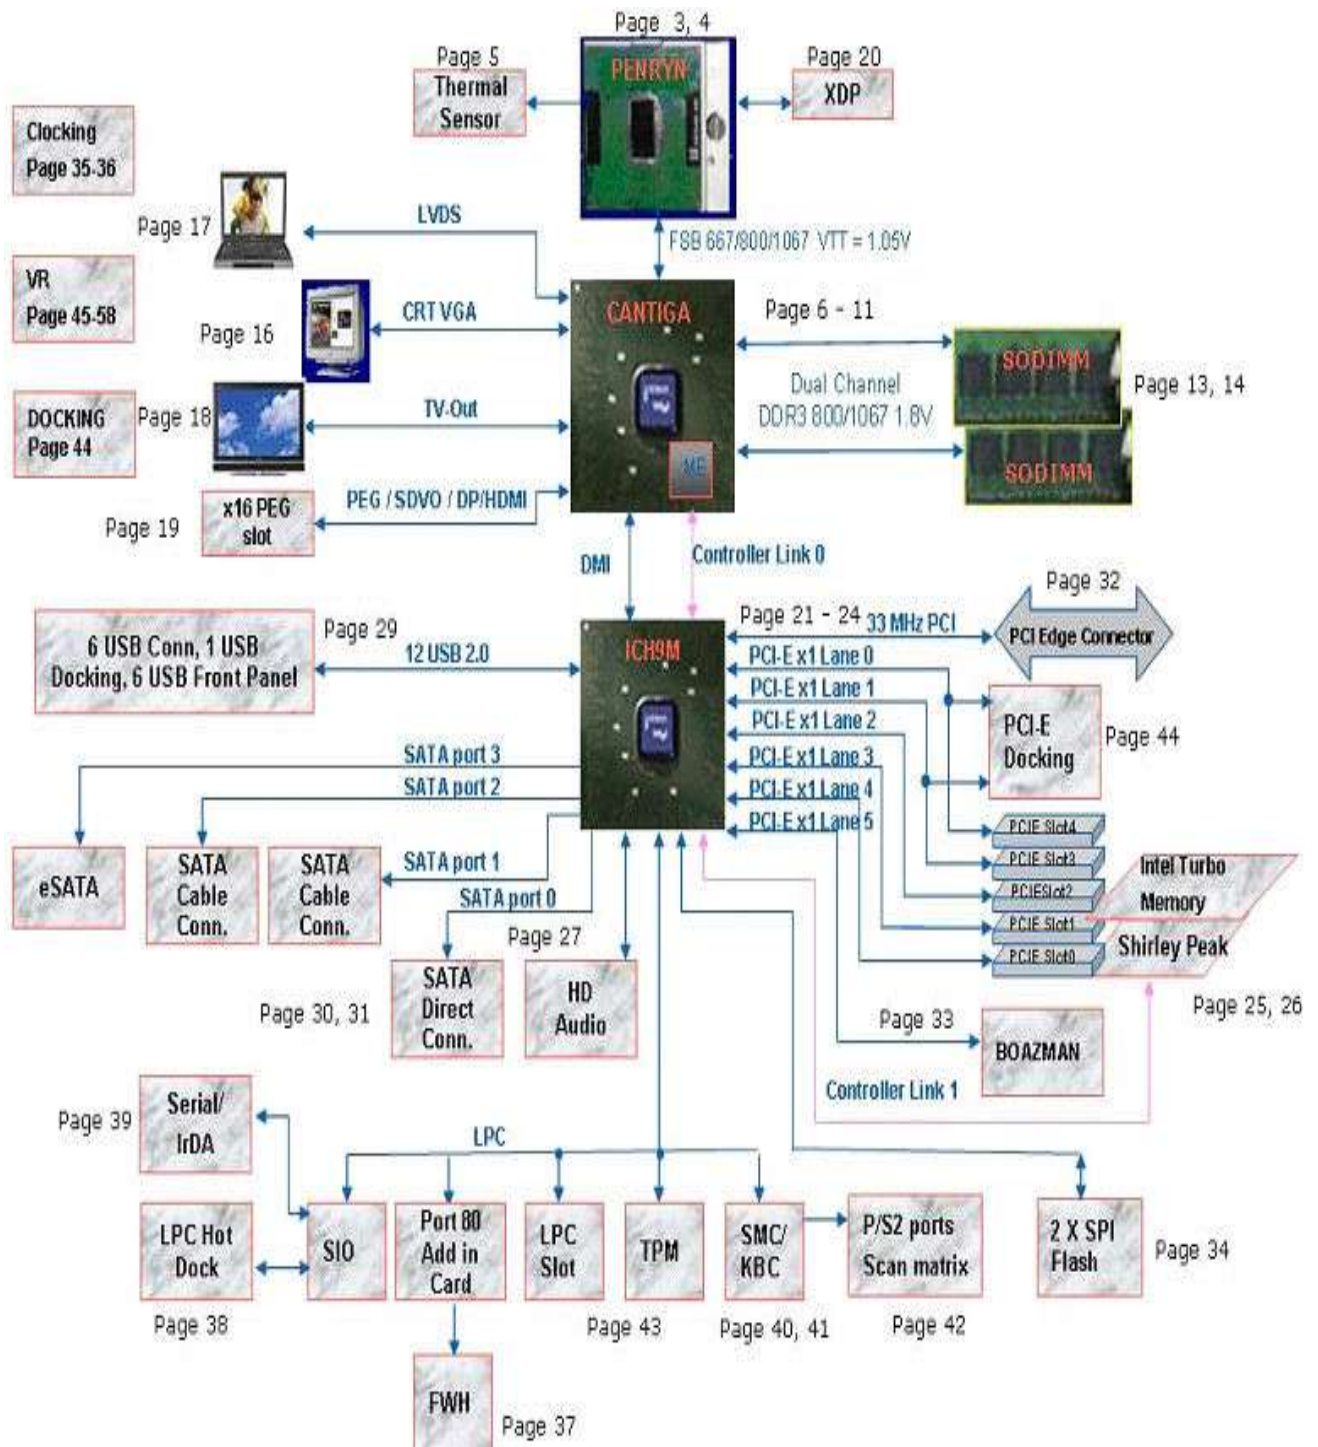 Page 3, 4
PENRYN
Page 5
Thermal
Sensor
Page 20
XDP
Clocking
Page 35-36
Page 17
LVDS
FSB 667/800/1067 VTT = 1.05V
VR
Page 45-58
Page 16
CRT VGA
CANTIGA
Page 6 - 11
SODIMM
Page 13, 14
Dual Channel
DDR3 800/1067 1.8V
SODIMM
DOCKING
Page 44
Page 18
TV-Out
ME
PEG / SDVO / DP/HDMI
Page 19
x16 PEG
slot
DMI
Controller Link 0
Page 32
PCI Edge Connector
Page 21 - 24
33 MHz PCI
ICH9M
6 USB Conn, 1 USB
Docking, 6 USB Front Panel
Page 29
12 USB 2.0
PCI-E x1 Lane 0
PCI-E x1 Lane 1
PCI-E x1 Lane 2
PCI-E x1 Lane 3
PCI-E x1 Lane 4
PCI-E x1 Lane 5
PCI-E
Docking
Page 44
SATA port 3
SATA port 2
SATA port 1
SATA port 0
eSATA
SATA
Cable
Conn.
SATA
Cable
Conn.
PCIE Slot4
PCIE Slot3
PCIESlot2
PCIE Slot1
PCIE Slot0
Intel Turbo
Memory
Shirley Peak
Page 25, 26
Page 27
Page 30, 31
SATA
Direct
Conn.
HD
Audio
Page 33
BOAZMAN
Controller Link 1
Page 39
Serial/
IrDA
LPC
LPC Hot
Dock
Page 38
SIO
Port 80
Add in
Card
LPC
Slot
TPM
Page 43
SMC/
KBC
Page 40, 41
P/S2 ports
Scan matrix
Page 42
2 X SPI
Flash
Page 34
FWH
Page 37